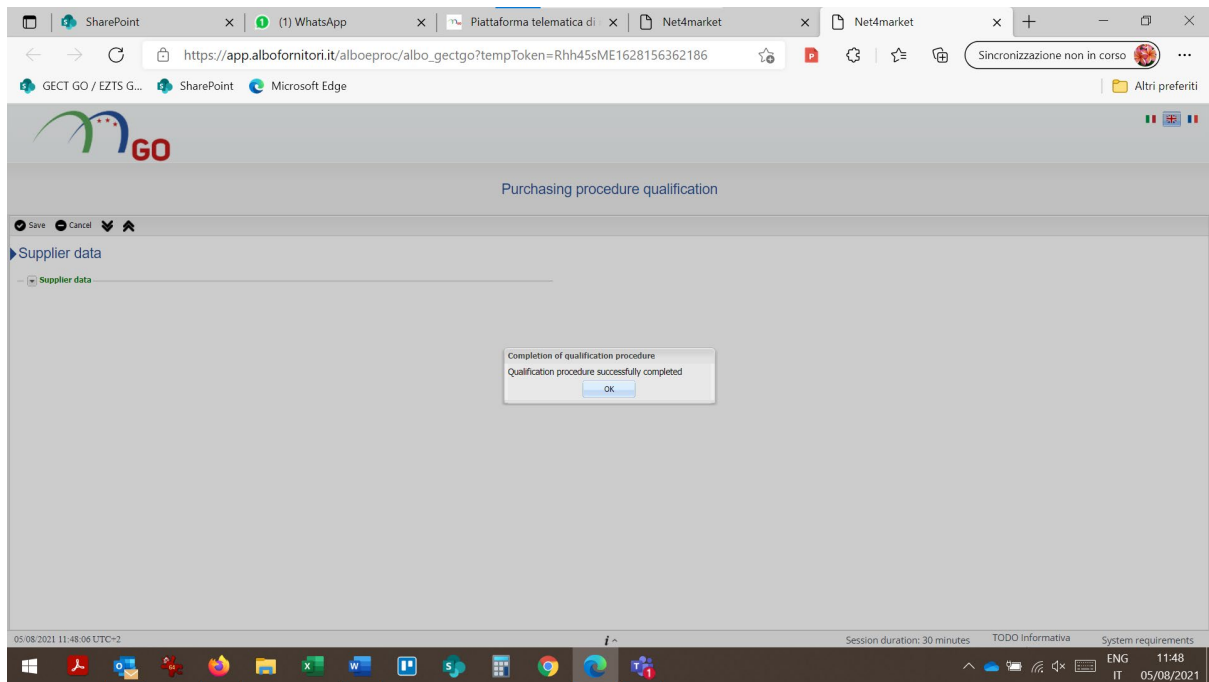 SharePoint
(1) WhatsApp
Piattaforma telematica di
Net4market
Net4market
https://app.albofornitori.it/alboeproc/albo_gectgo?tempToken=Rhh45sME1628156362186
Sincronizzazione non in corso
GECT GO / EZTS G...
SharePoint
Microsoft Edge
Altri preferiti
GO
Purchasing procedure qualification
Save
Cancel
Supplier data
Supplier data
Completion of qualification procedure
Qualification procedure successfully completed
OK
05/08/2021 11:48:06 UTC+2
i
Session duration: 30 minutes
TODO Informativa
System requirements
ENG
IT
11:48
05/08/2021